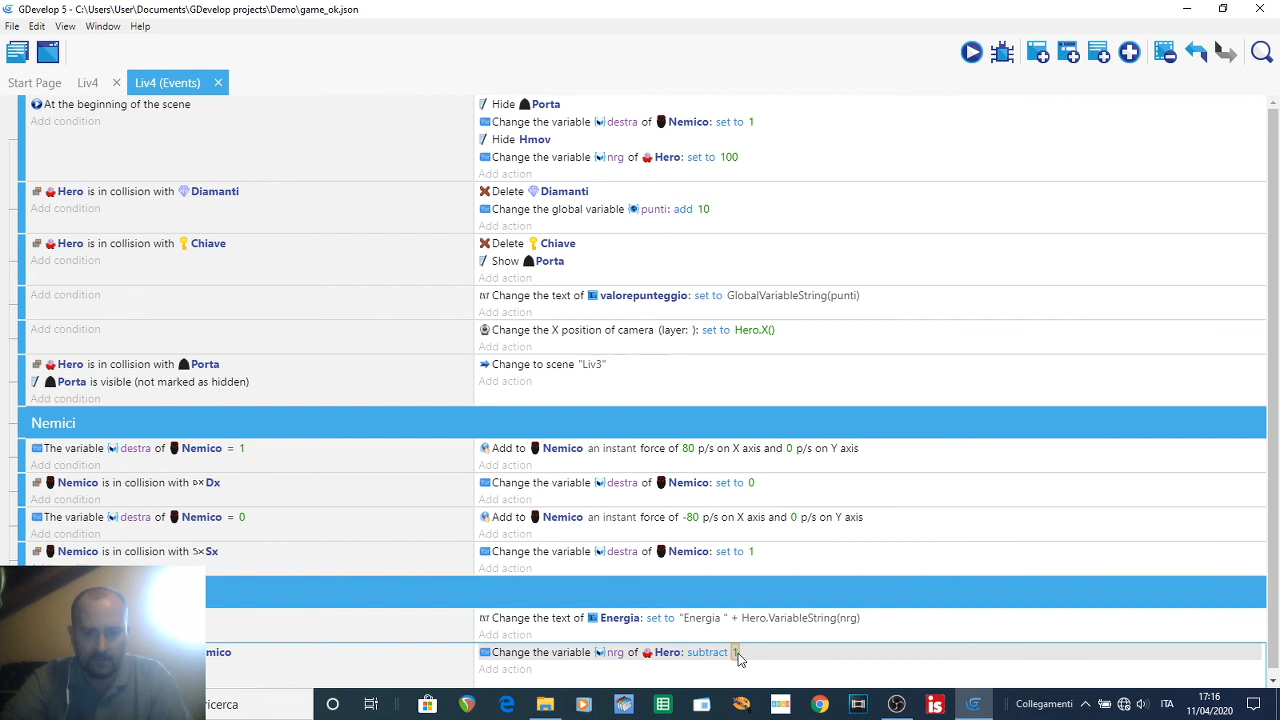 GDevelop 5 - C:\Users\User\Documents\GDevelop projects\Demo\game_ok.json
File Edit View Window Help
Start Page Liv4 × Liv4 (Events) ×
At the beginning of the scene
Add condition
Hide Porta
Change the variable destra of Nemico: set to 1
Hide Hmov
Change the variable nrg of Hero: set to 100
Add action
Hero is in collision with Diamanti
Add condition
Delete Diamanti
Change the global variable punti: add 10
Add action
Hero is in collision with Chiave
Add condition
Delete Chiave
Show Porta
Add action
Add condition
txt Change the text of valorepunteggio: set to GlobalVariableString(punti)
Add action
Add condition
Change the X position of camera (layer: ): set to Hero.X()
Add action
Hero is in collision with Porta
Porta is visible (not marked as hidden)
Add condition
Change to scene "Liv3"
Add action
Nemici
The variable destra of Nemico = 1
Add condition
Add to Nemico an instant force of 80 p/s on X axis and 0 p/s on Y axis
Add action
Nemico is in collision with DX Dx
Add condition
Change the variable destra of Nemico: set to 0
Add action
The variable destra of Nemico = 0
Add condition
Add to Nemico an instant force of -80 p/s on X axis and 0 p/s on Y axis
Add action
Nemico is in collision with SX Sx
Change the variable destra of Nemico: set to 1
Add action
txt Change the text of Energia: set to "Energia " + Hero.VariableString(nrg)
Add action
mico
Change the variable nrg of Hero: subtract 1
Add action
ricerca
Collegamenti
ITA
17:16
11/04/2020